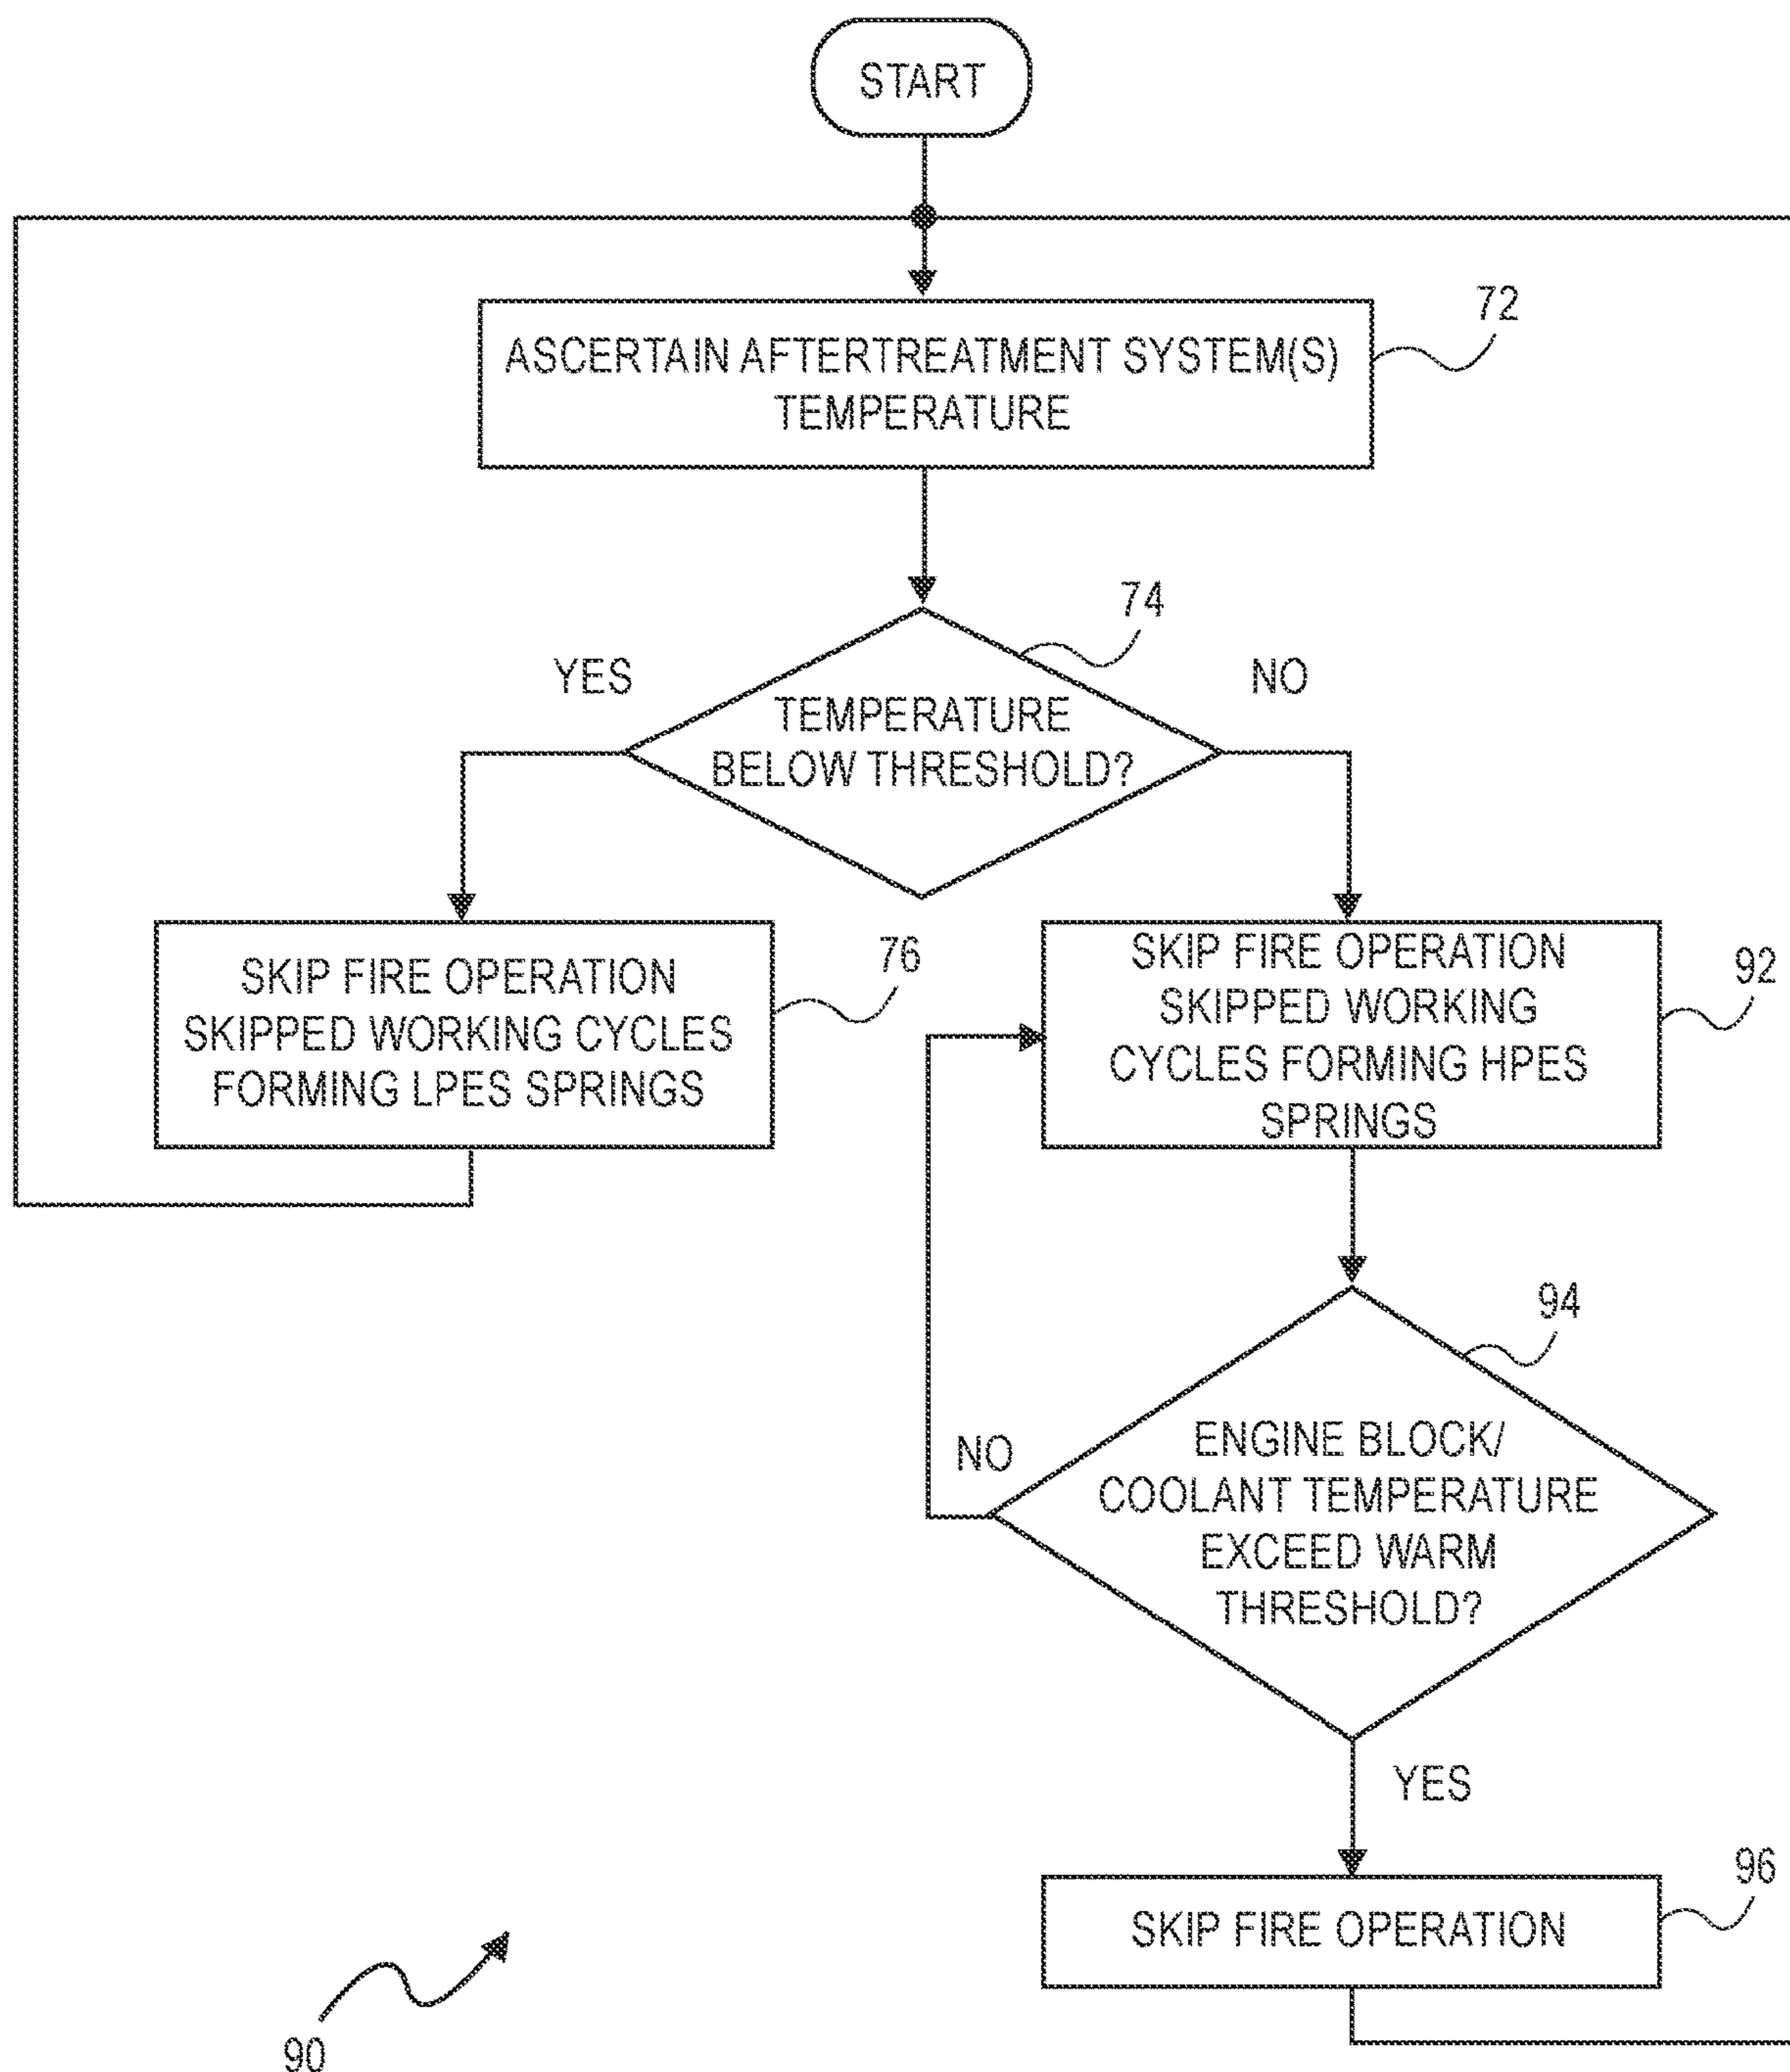 START
72
ASCERTAIN AFTERTREATMENT SYSTEM(S)
TEMPERATURE
74
YES
NO
TEMPERATURE
BELOW THRESHOLD?
76
SKIP FIRE OPERATION
SKIPPED WORKING CYCLES
FORMING LPES SPRINGS
92
SKIP FIRE OPERATION
SKIPPED WORKING
CYCLES FORMING HPES
SPRINGS
94
NO
ENGINE BLOCK/
COOLANT TEMPERATURE
EXCEED WARM
THRESHOLD?
YES
96
SKIP FIRE OPERATION
90